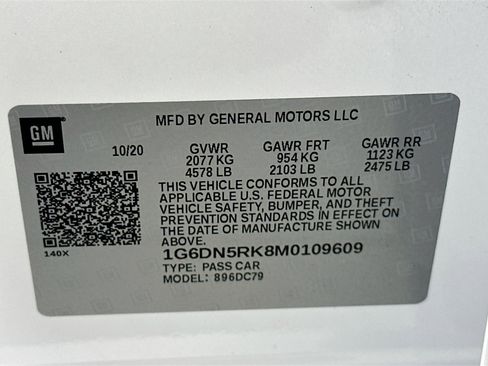 GM
MFD BY GENERAL MOTORS LLC
10/20 GVWR GAWR FRT GAWR RR
2077 KG 954 KG 1123 KG
4578 LB 2103 LB 2475 LB
THIS VEHICLE CONFORMS TO ALL
APPLICABLE U.S. FEDERAL MOTOR
VEHICLE SAFETY, BUMPER, AND THEFT
PREVENTION STANDARDS IN EFFECT ON
THE DATE OF MANUFACTURE SHOWN
ABOVE.
140X
1G6DN5RK8M0109609
TYPE: PASS CAR
MODEL: 896DC79